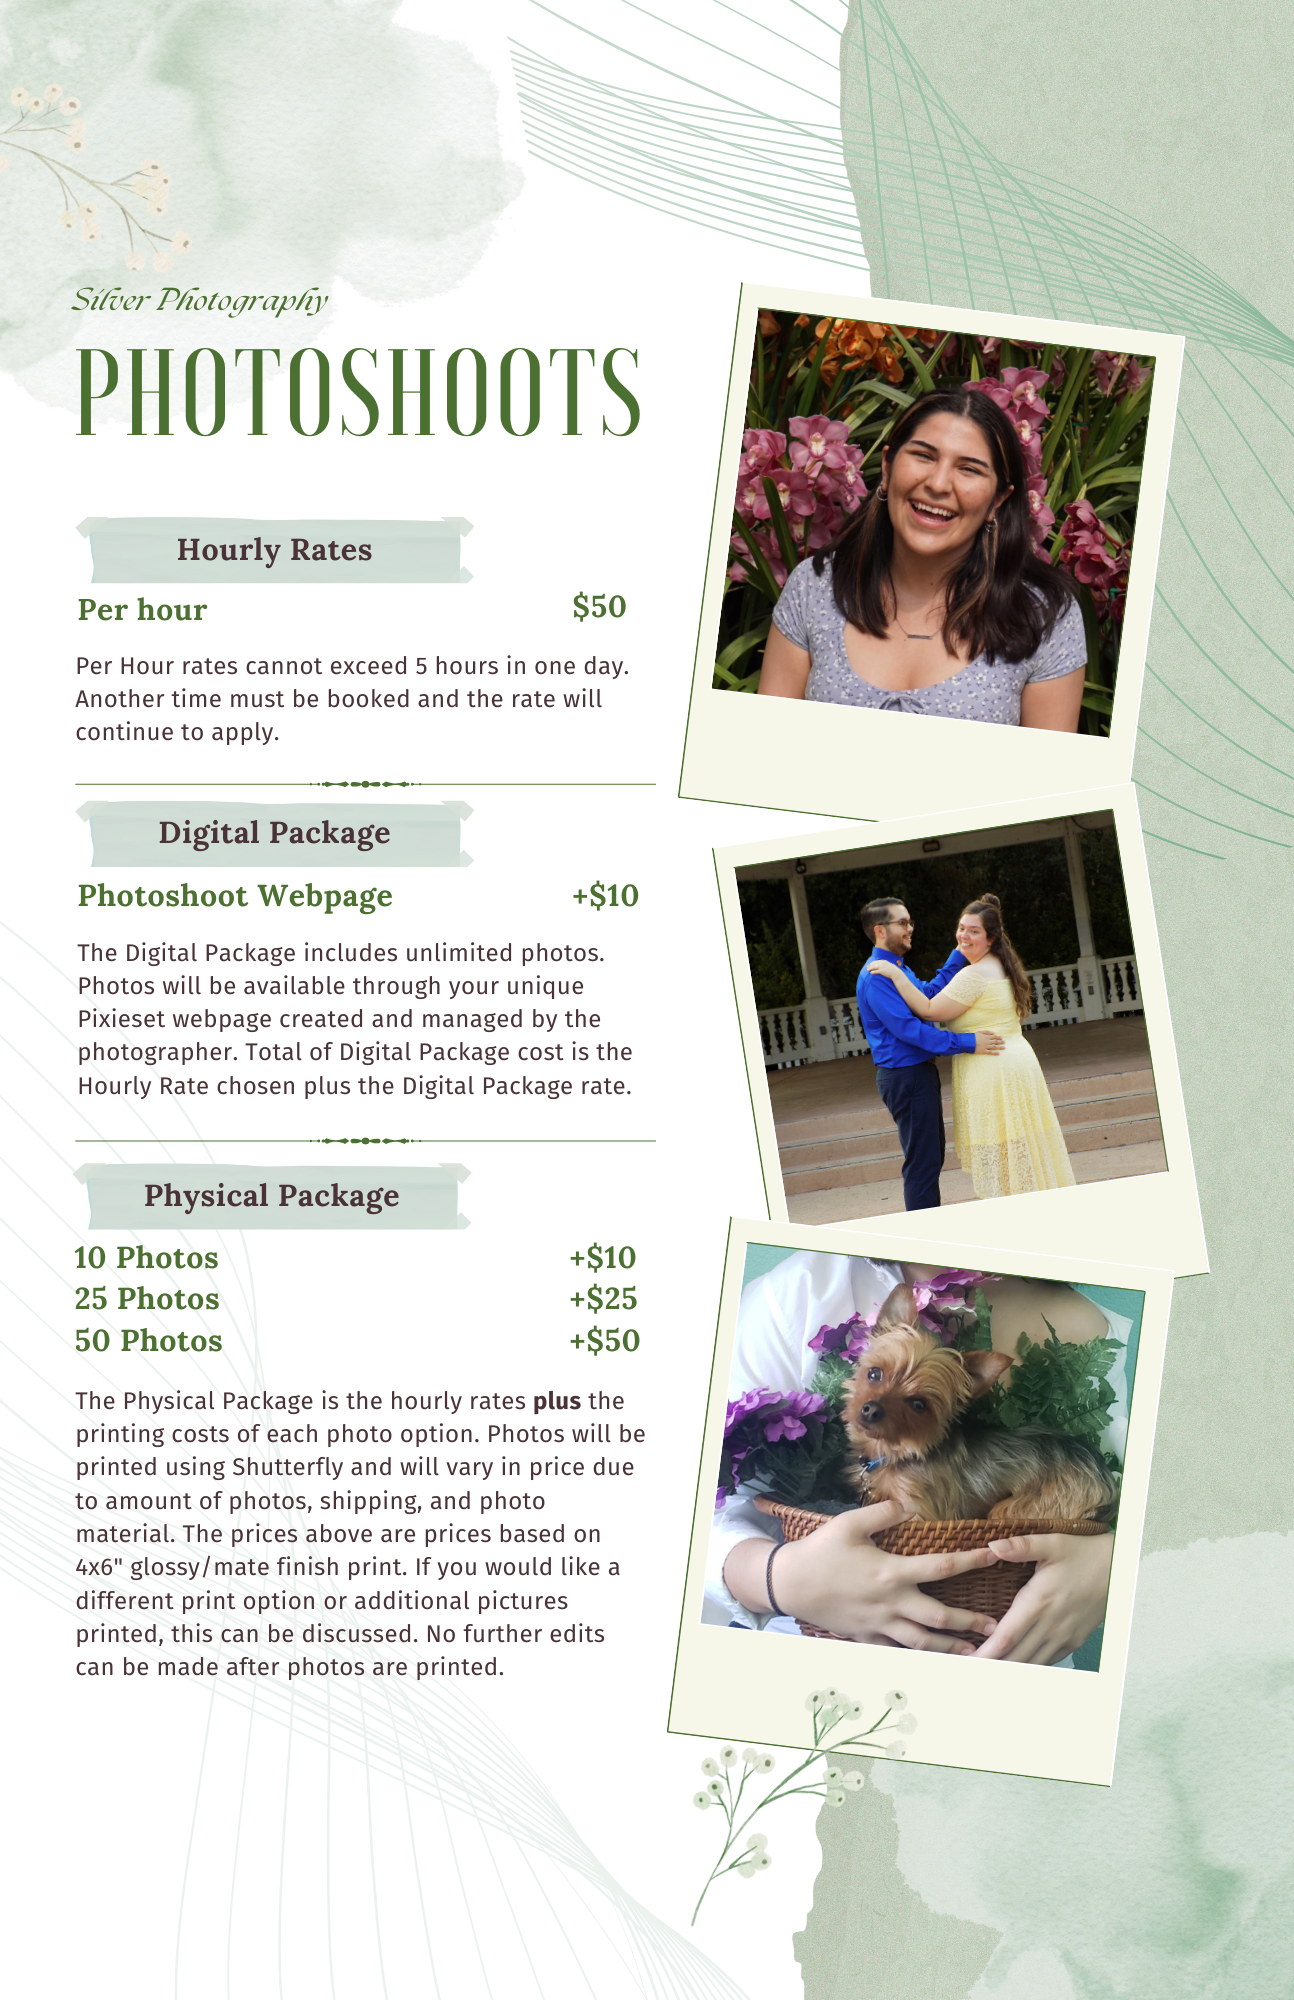 Silver Photography
PHOTOSHOOTS
Hourly Rates
Per hour $50
Per Hour rates cannot exceed 5 hours in one day.
Another time must be booked and the rate will
continue to apply.
Digital Package
Photoshoot Webpage +$10
The Digital Package includes unlimited photos.
Photos will be available through your unique
Pixieset webpage created and managed by the
photographer. Total of Digital Package cost is the
Hourly Rate chosen plus the Digital Package rate.
Physical Package
10 Photos +$10
25 Photos +$25
50 Photos +$50
The Physical Package is the hourly rates plus the
printing costs of each photo option. Photos will be
printed using Shutterfly and will vary in price due
to amount of photos, shipping, and photo
material. The prices above are prices based on
4x6" glossy/mate finish print. If you would like a
different print option or additional pictures
printed, this can be discussed. No further edits
can be made after photos are printed.